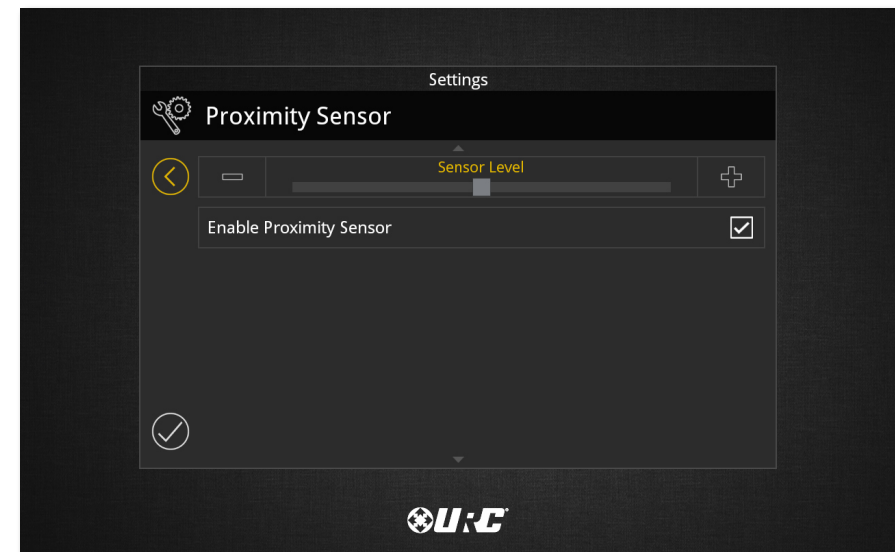 Settings
Proximity Sensor
Sensor Level
Enable Proximity Sensor
URC